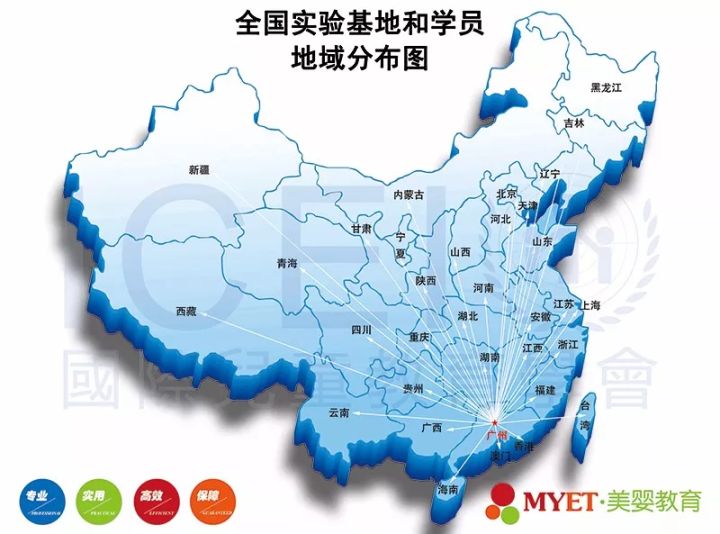 全国实验基地和学员
地域分布图
黑龙江
吉林
辽宁
新疆
内蒙古
北京
天津
河北
甘肃
宁夏
山西
山东
青海
陕西
河南
西藏
江苏
上海
安徽
湖北
四川
重庆
浙江
江西
湖南
贵州
福建
云南
广西
台湾
广州
香港
澳门
海南
ICEI
國際兒童教育
會
专业
PROFESSIONAL
实用
PRACTICAL
高效
EFFICIENT
保障
GUARANTEED
MYET·美婴教育